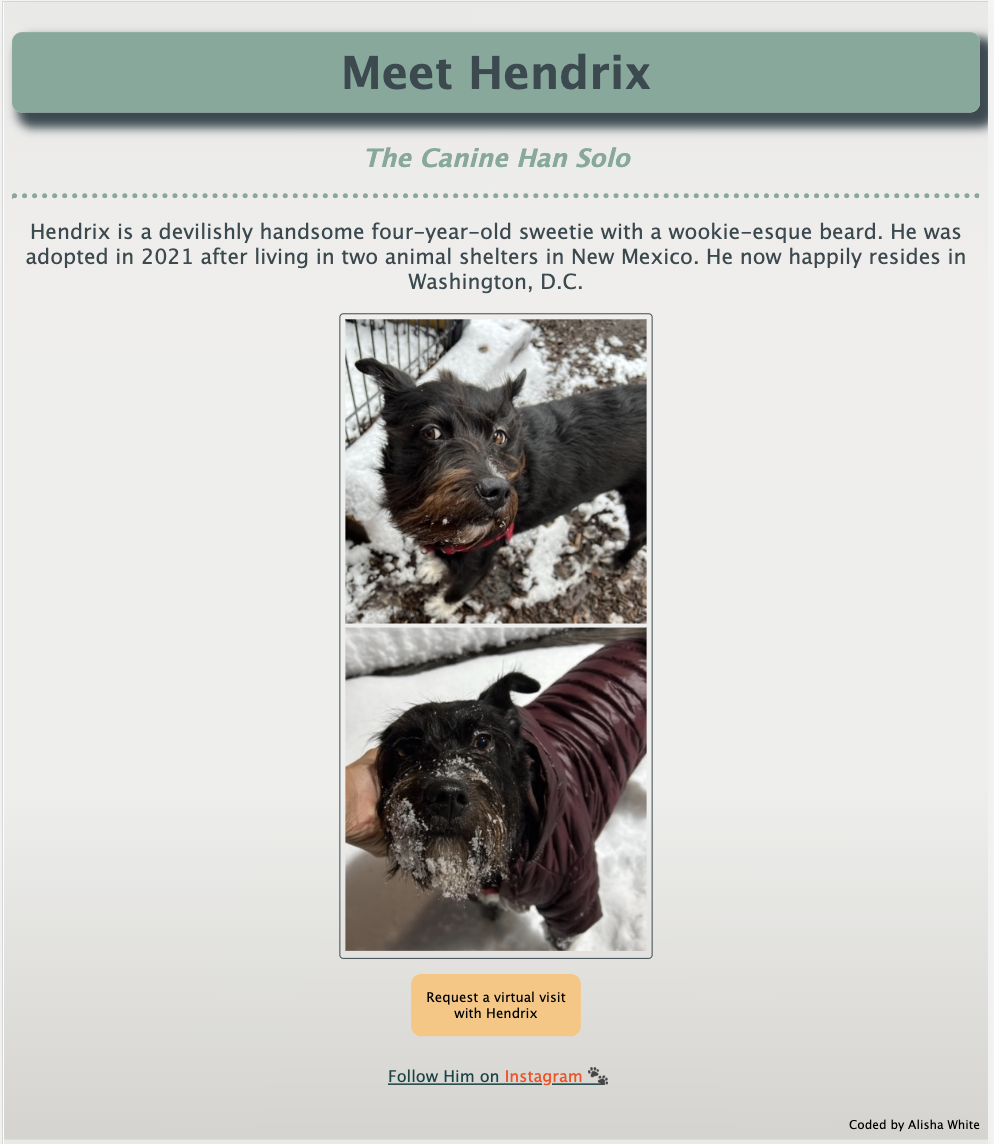 Meet Hendrix
The Canine Han Solo
Hendrix is a devilishly handsome four-year-old sweetie with a wookie-esque beard. He was
adopted in 2021 after living in two animal shelters in New Mexico. He now happily resides in
Washington, D.C.
Request a virtual visit
with Hendrix
Follow Him on Instagram 🐾
Coded by Alisha White